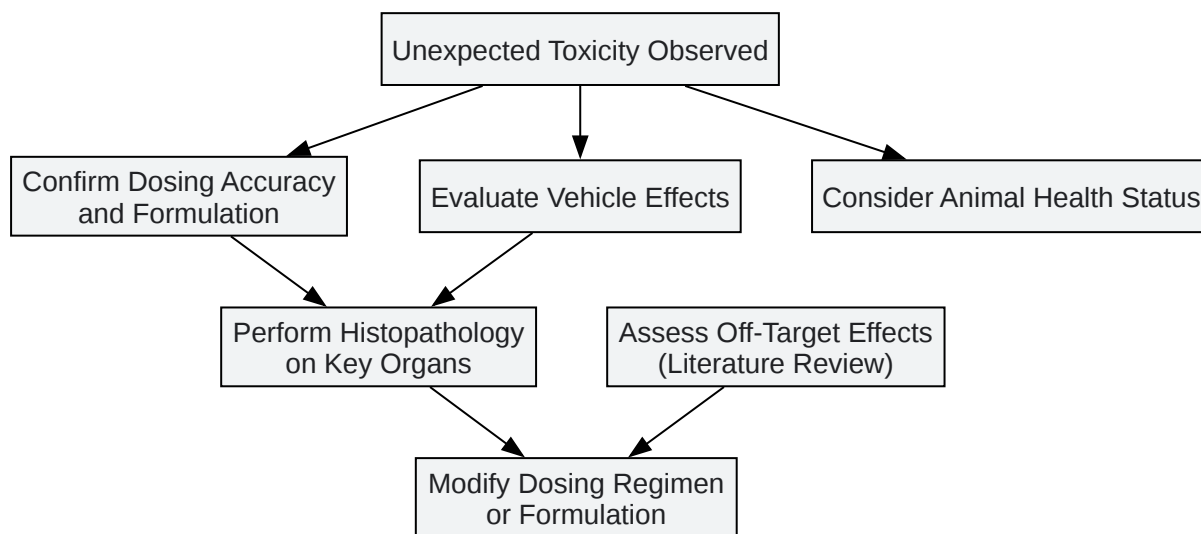 Unexpected Toxicity Observed
Confirm Dosing Accuracy
and Formulation
Evaluate Vehicle Effects
Consider Animal Health Status
Perform Histopathology
on Key Organs
Assess Off-Target Effects
(Literature Review)
Modify Dosing Regimen
or Formulation